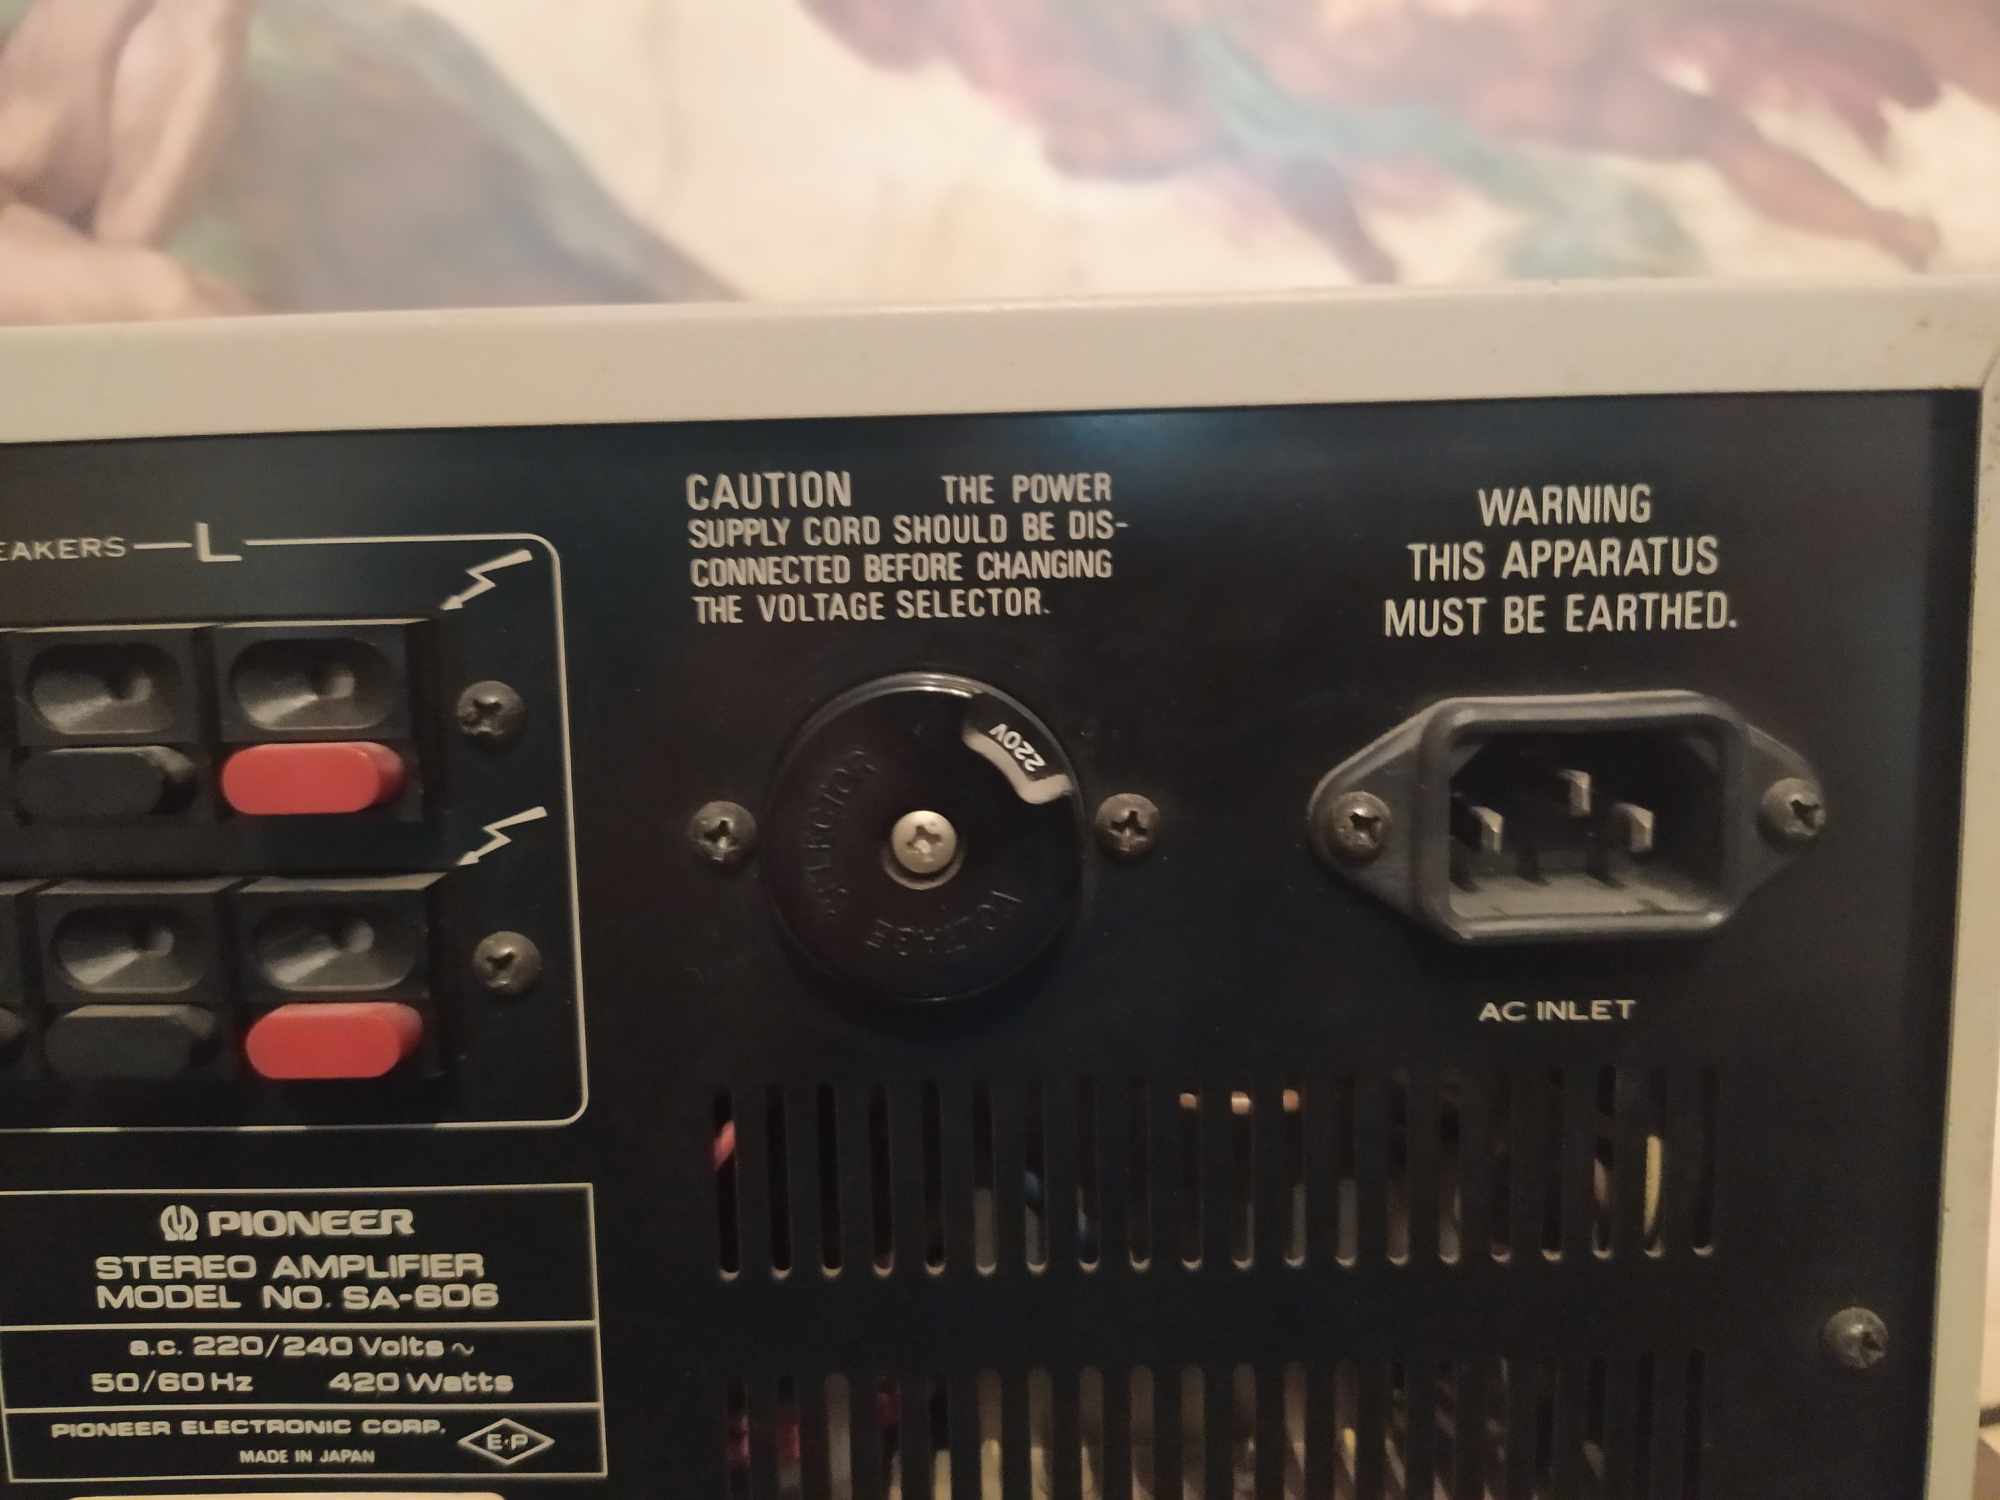 EAKERS L
CAUTION THE POWER
SUPPLY CORD SHOULD BE DIS-
CONNECTED BEFORE CHANGING
THE VOLTAGE SELECTOR.
WARNING
THIS APPARATUS
MUST BE EARTHED.
220V
VOLTAGE
SELECTOR
AC INLET
PIONEER
STEREO AMPLIFIER
MODEL NO. SA-606
a.c. 220/240 Volts ~
50/60 Hz 420 Watts
PIONEER ELECTRONIC CORP.
MADE IN JAPAN
E·P